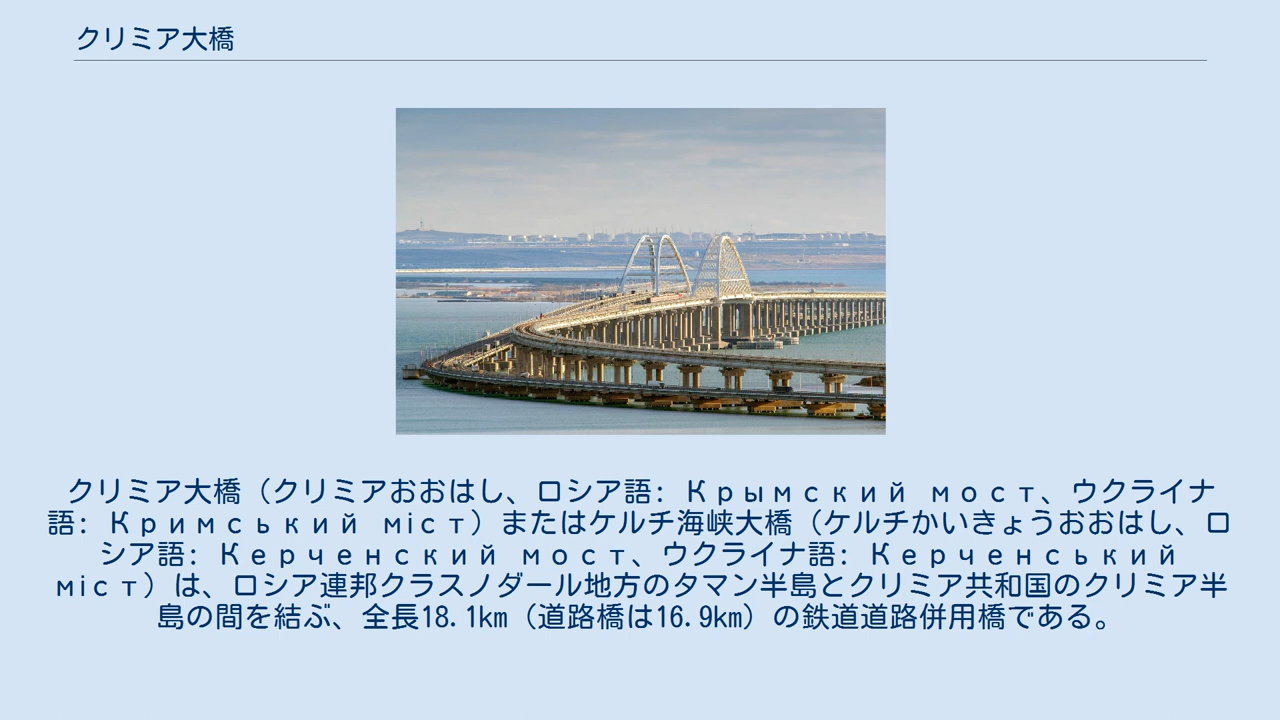 クリミア大橋
クリミア大橋（クリミアおおはし、ロシア語: Крымский мост、ウクライナ
語: Кримський міст）またはケルチ海峡大橋（ケルチかいきょうおおはし、ロ
シア語: Керченский мост、ウクライナ語: Керченський
міст）は、ロシア連邦クラスノダール地方のタマン半島とクリミア共和国のクリミア半
島の間を結ぶ、全長18.1km（道路橋は16.9km）の鉄道道路併用橋である。